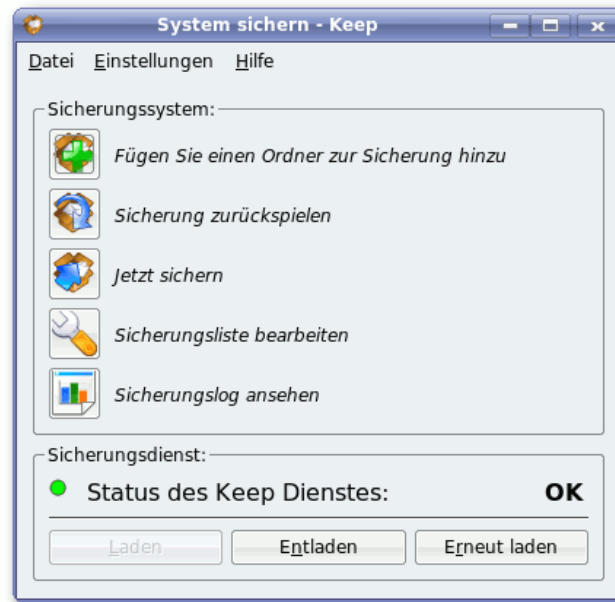 System sichern - Keep
Datei Einstellungen Hilfe
Sicherungssystem:
Fügen Sie einen Ordner zur Sicherung hinzu
Sicherung zurückspielen
Jetzt sichern
Sicherungsliste bearbeiten
Sicherungslog ansehen
Sicherungsdienst:
Status des Keep Dienstes: OK
Laden Entladen Erneut laden